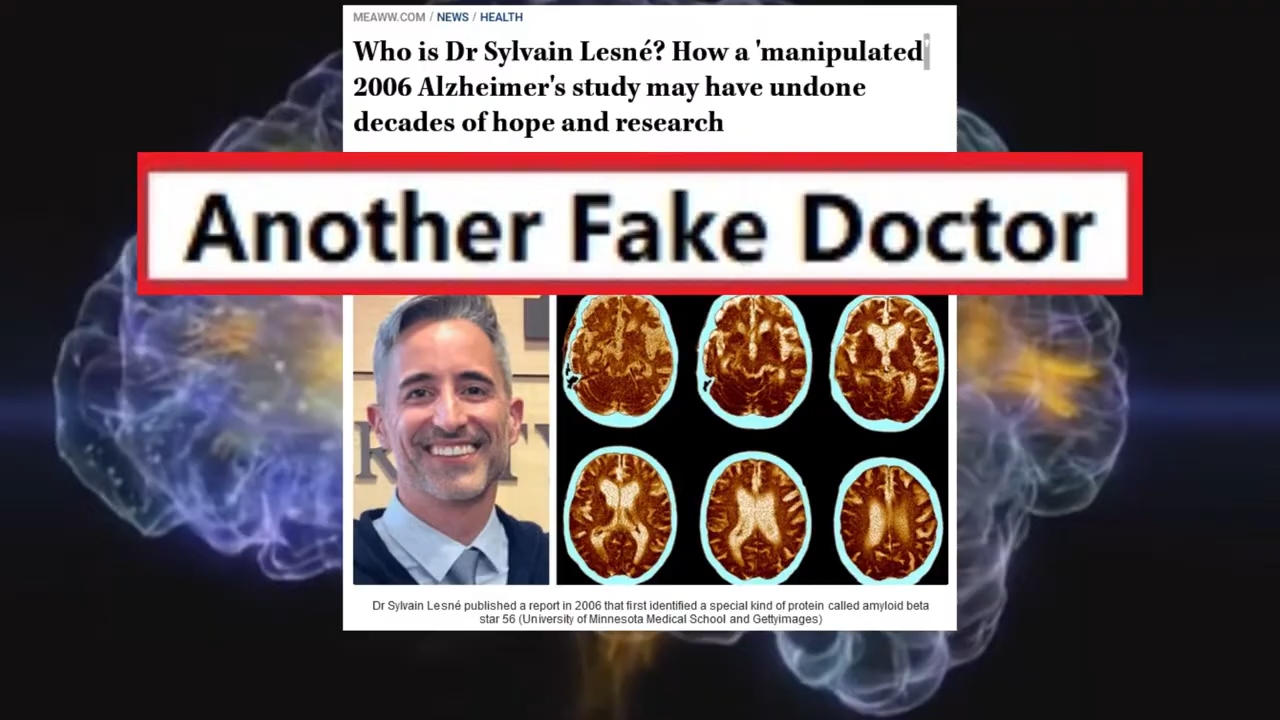 MEAWW.COM / NEWS / HEALTH
Who is Dr Sylvain Lesné? How a 'manipulated'
2006 Alzheimer's study may have undone
decades of hope and research
Another Fake Doctor
Dr Sylvain Lesné published a report in 2006 that first identified a special kind of protein called amyloid beta
star 56 (University of Minnesota Medical School and Gettyimages)